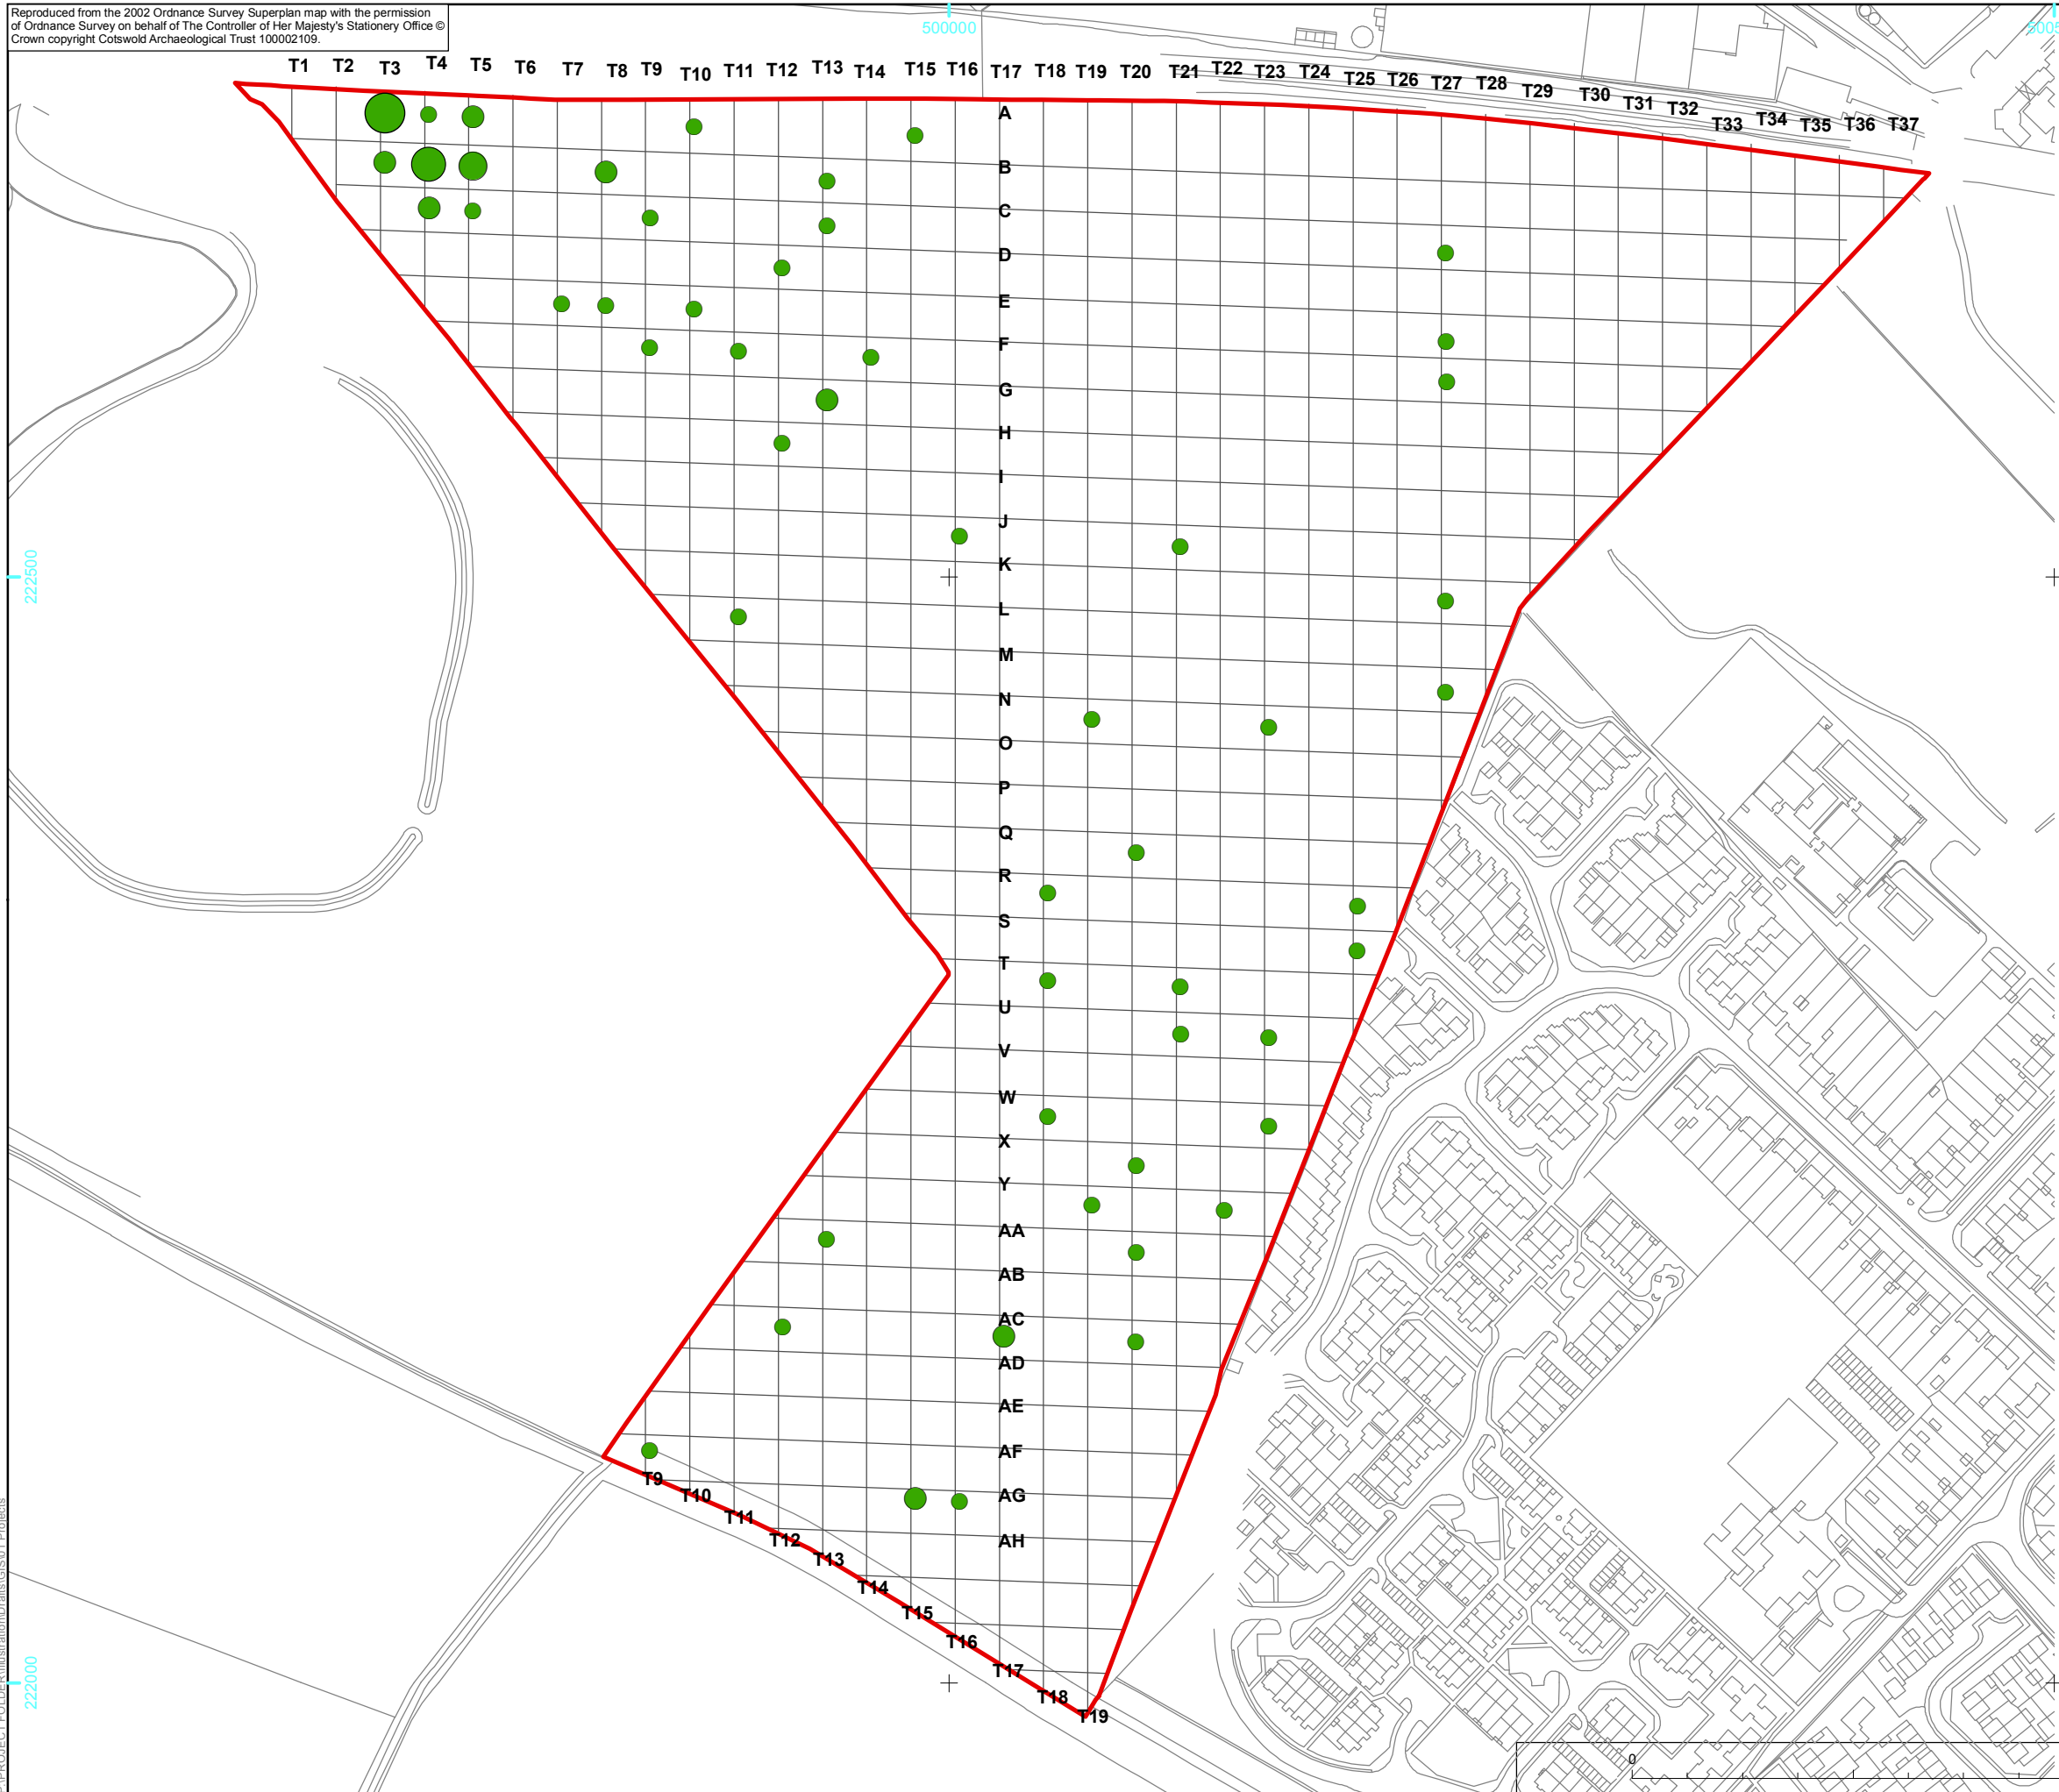 Reproduced from the 2002 Ordnance Survey Superplan map with the permission
of Ordnance Survey on behalf of The Controller of Her Majesty's Stationery Office ©
Crown copyright Cotswold Archaeological Trust 100002109.
500000
T1 T2 T3 T4 T5 T6 T7 T8 T9 T10 T11 T12 T13 T14 T15 T16 T17 T18 T19 T20 T21 T22 T23 T24 T25 T26 T27 T28 T29 T30 T31 T32 T33 T34 T35 T36 T37
A
B
C
D
E
F
G
H
I
J
K
222500
L
M
N
O
P
Q
R
S
T
U
V
W
X
Y
AA
AB
AC
AD
AE
AF
AG
AH
T9
T10
T11
T12
T13
T14
T15
T16
T17
T18
T19
222000
0